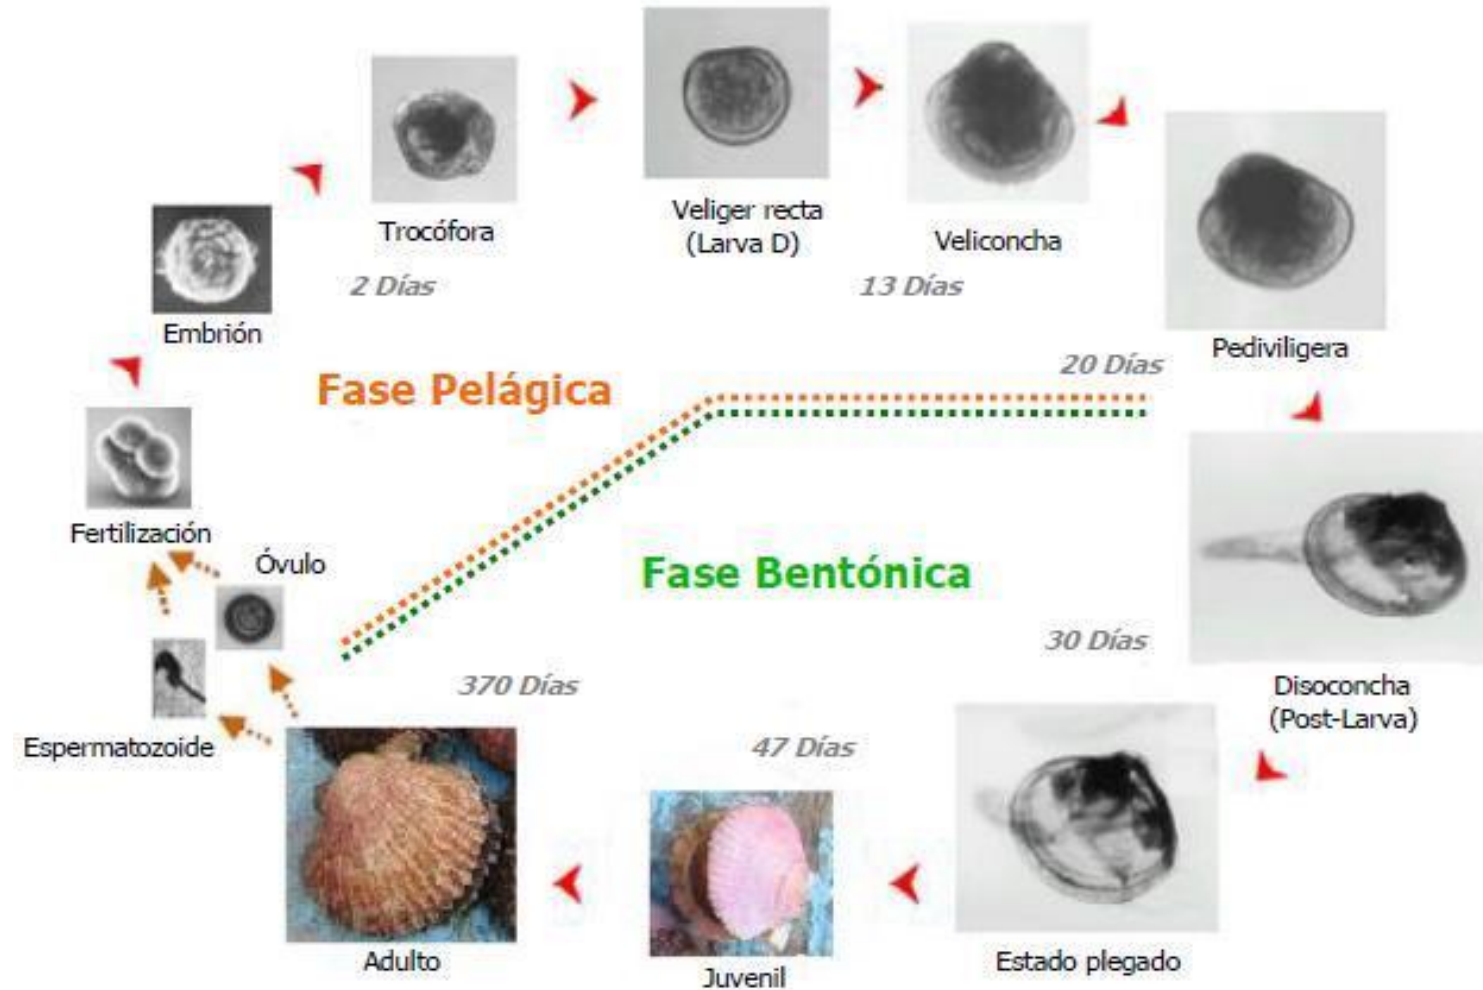 Trocófora
Veliger recta
(Larva D)
Veliconcha
2 Días
13 Días
Embrión
Pediviligera
20 Días
Fase Pelágica
Fertilización
Óvulo
Fase Bentónica
30 Días
370 Días
Disoconcha
(Post-Larva)
Espermatozoide
47 Días
Adulto
Juvenil
Estado plegado